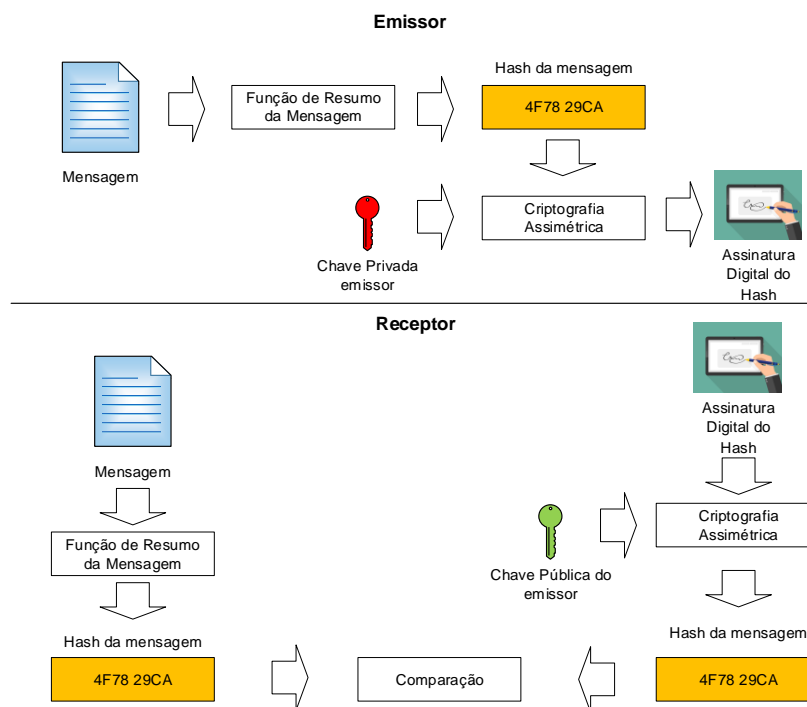 Emissor
Mensagem
Função de Resumo
da Mensagem
Hash da mensagem
4F78 29CA
Chave Privada
emissor
Criptografia
Assimétrica
Assinatura
Digital do
Hash
Receptor
Mensagem
Função de Resumo
da Mensagem
Hash da mensagem
4F78 29CA
Comparação
Assinatura
Digital do
Hash
Chave Pública do
emissor
Criptografia
Assimétrica
Hash da mensagem
4F78 29CA